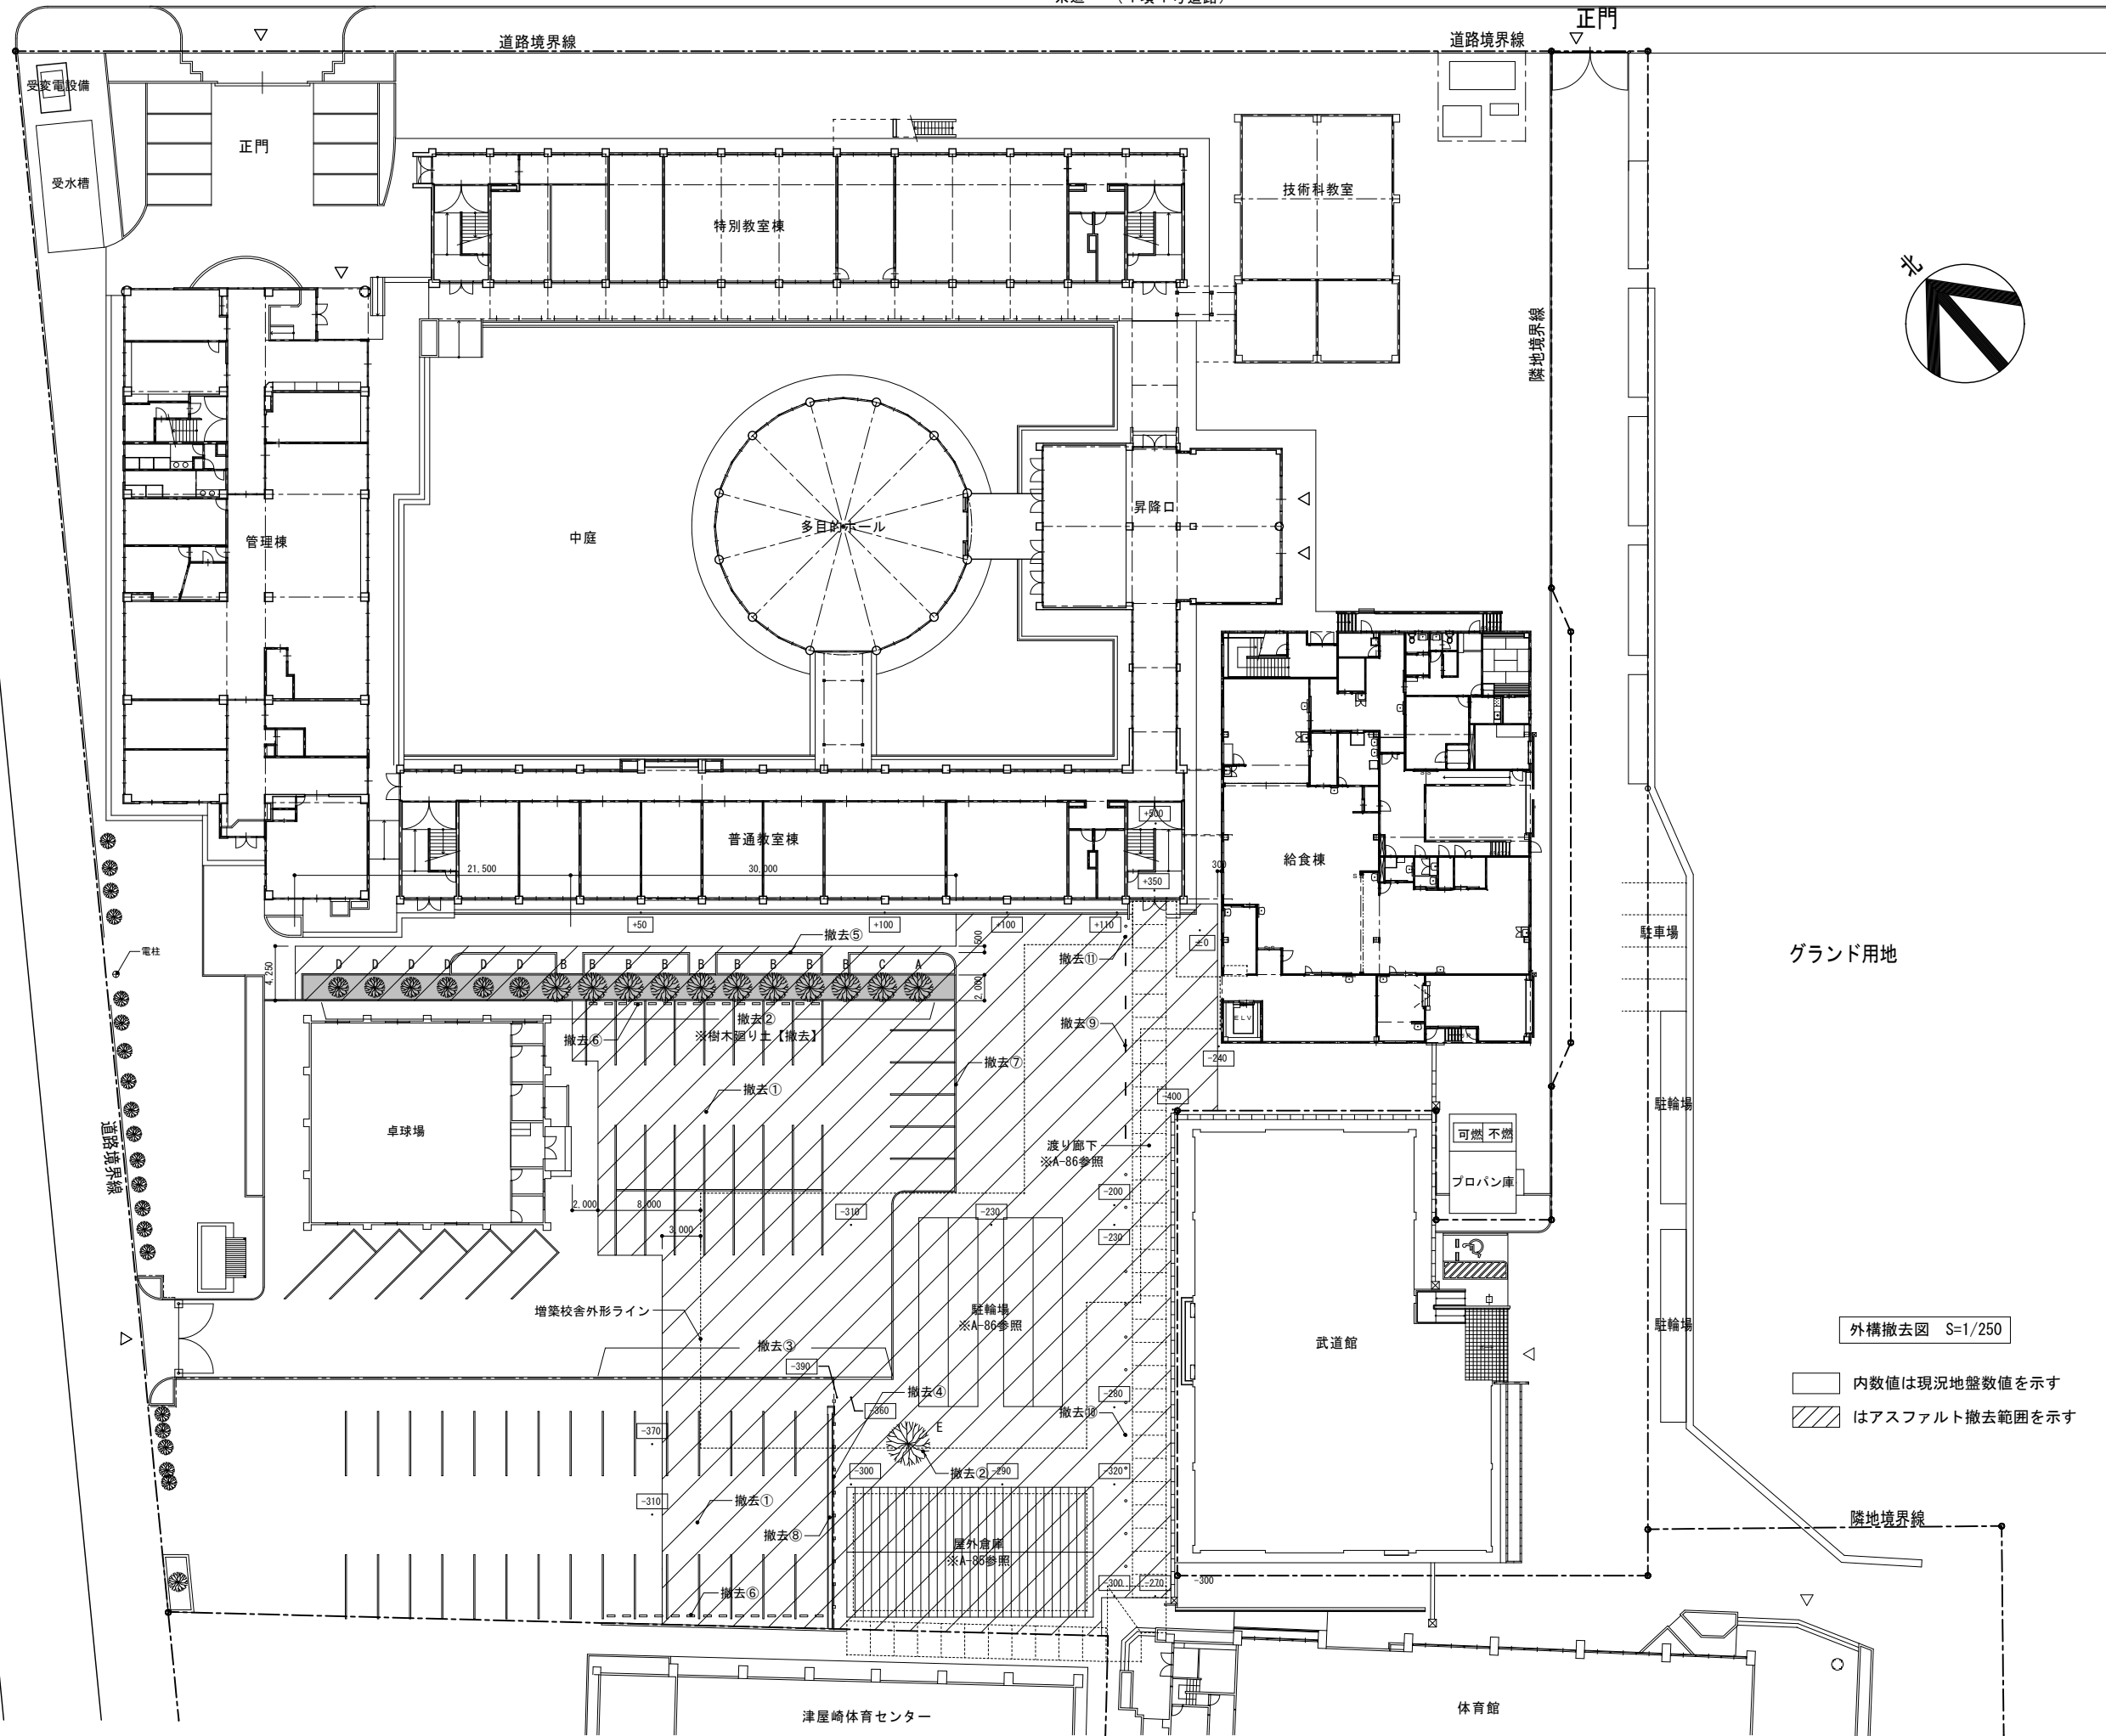 正門
道路境界線
道路境界線
受変電設備
正門
受水槽
技術科教室
特別教室棟
北
隣地境界線
多目的ホール
昇降口
中庭
管理棟
+500
普通教室棟
給食棟
21,500
30,000
300
+350
+50
+100
+100
+110
±0
撤去⑤
500
駐車場
グランド用地
電柱
撤去⑪
4,250
D D D D D D B B B B B B B B B C A
2,000
撤去②
※樹木廻り土【撤去】
撤去⑥
撤去⑨
撤去⑦
-240
ELV
撤去①
-400
道路境界線
卓球場
渡り廊下
※A-86参照
可燃 不燃
駐輪場
プロパン庫
2,000
8,000
3,000
-310
-230
-200
-230
増築校舎外形ライン
駐輪場
※A-86参照
武道館
駐輪場
外構撤去図 S=1/250
撤去③
-390
内数値は現況地盤数値を示す
撤去④
-280
-360
撤去⑩
はアスファルト撤去範囲を示す
-370
E
-300
撤去②
-290
-320
-310
撤去①
隣地境界線
撤去⑧
屋外倉庫
※A-85参照
撤去⑥
-300
-270
-300
津屋崎体育センター
体育館